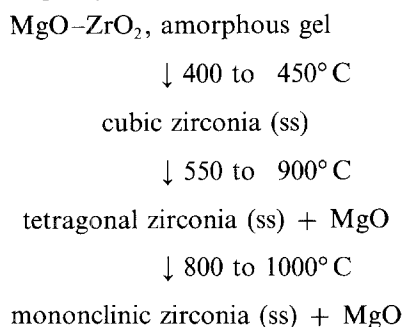 MgO–ZrO₂, amorphous gel
↓ 400 to 450° C
cubic zirconia (ss)
↓ 550 to 900° C
tetragonal zirconia (ss) + MgO
↓ 800 to 1000° C
mononclinic zirconia (ss) + MgO